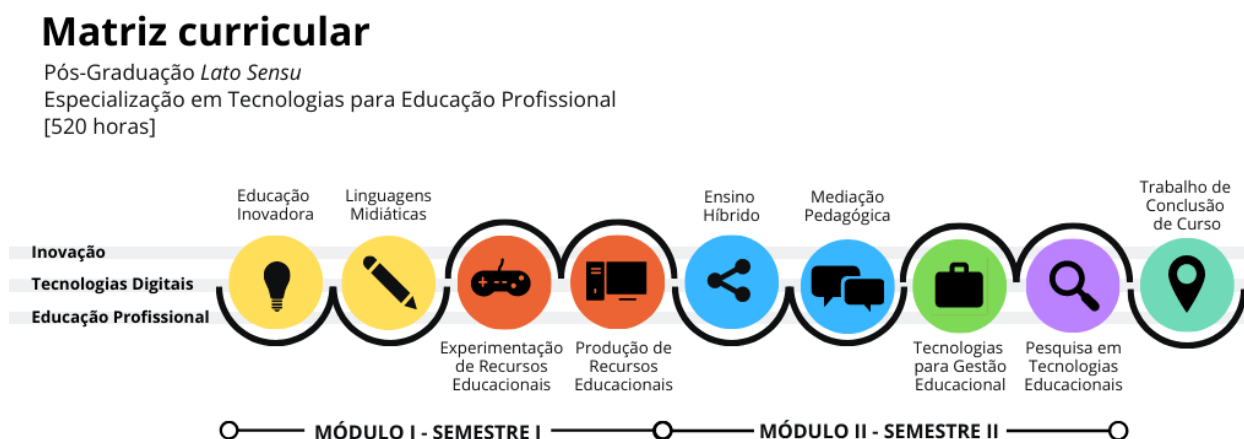 Matriz curricular
Pós-Graduação Lato Sensu
Especialização em Tecnologias para Educação Profissional
[520 horas]
Educação
Inovadora
Linguagens
Midiáticas
Ensino
Híbrido
Mediação
Pedagógica
Trabalho de
Conclusão
de Curso
Inovação
Tecnologias Digitais
Educação Profissional
Experimentação
de Recursos
Educacionais
Produção de
Recursos
Educacionais
Tecnologias
para Gestão
Educacional
Pesquisa em
Tecnologias
Educacionais
MÓDULO I - SEMESTRE I
MÓDULO II - SEMESTRE II